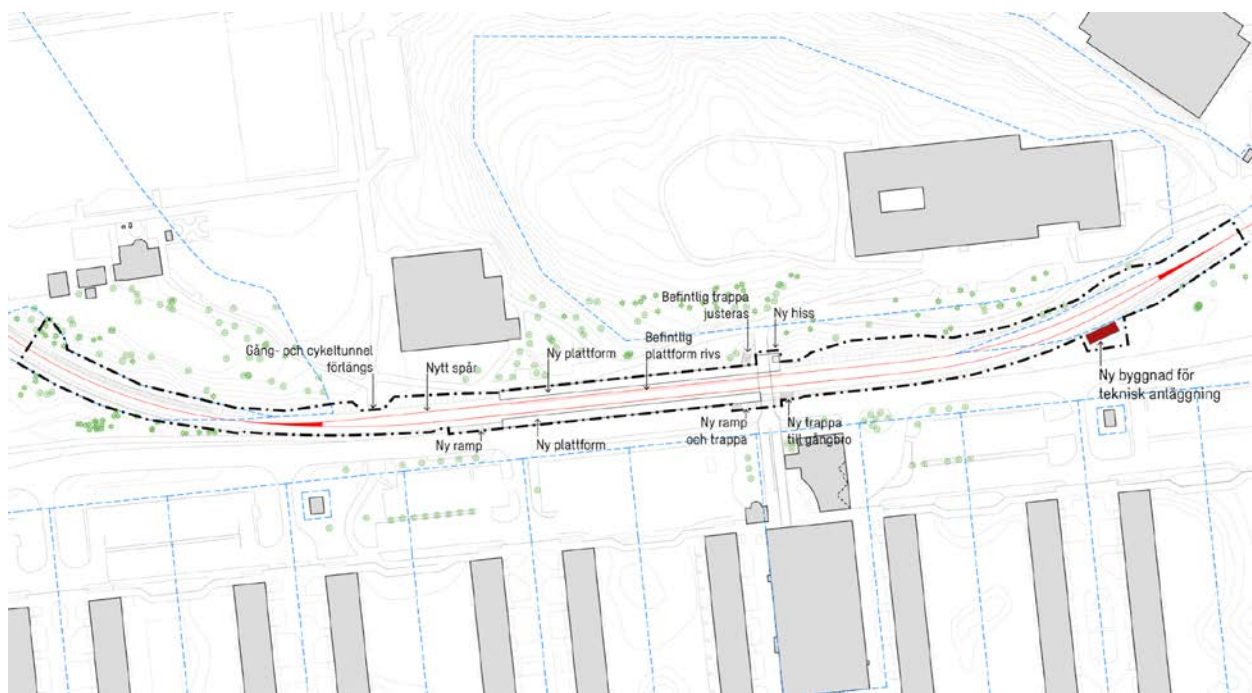 Befintlig trappa
justeras
Ny hiss
Befintlig
plattform rivs
Gång- och cykeltunnel
förlängs
Nytt spår
Ny plattform
Ny byggnad för
teknisk anläggning
Ny ramp
Ny plattform
Ny ramp
och trappa
Ny trappa
till gångbro